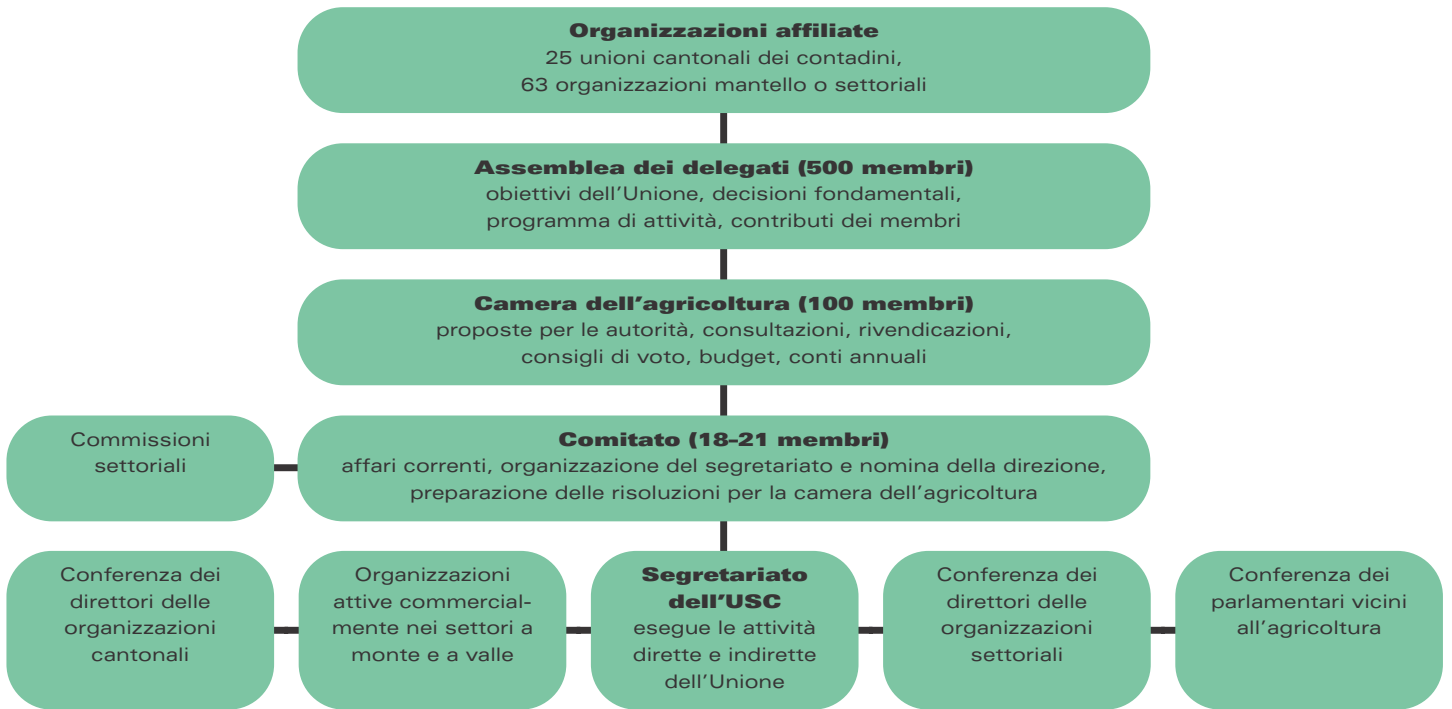 Organizzazioni affiliate
25 unioni cantonali dei contadini,
63 organizzazioni mantello o settoriali
Assemblea dei delegati (500 membri)
obiettivi dell'Unione, decisioni fondamentali,
programma di attività, contributi dei membri
Camera dell'agricoltura (100 membri)
proposte per le autorità, consultazioni, rivendicazioni,
consigli di voto, budget, conti annuali
Commissioni
settoriali
Comitato (18–21 membri)
affari correnti, organizzazione del segretariato e nomina della direzione,
preparazione delle risoluzioni per la camera dell'agricoltura
Conferenza dei
direttori delle
organizzazioni
cantonali
Organizzazioni
attive commercial-
mente nei settori a
monte e a valle
Segretariato
dell'USC
esegue le attività
dirette e indirette
dell'Unione
Conferenza dei
direttori delle
organizzazioni
settoriali
Conferenza dei
parlamentari vicini
all'agricoltura